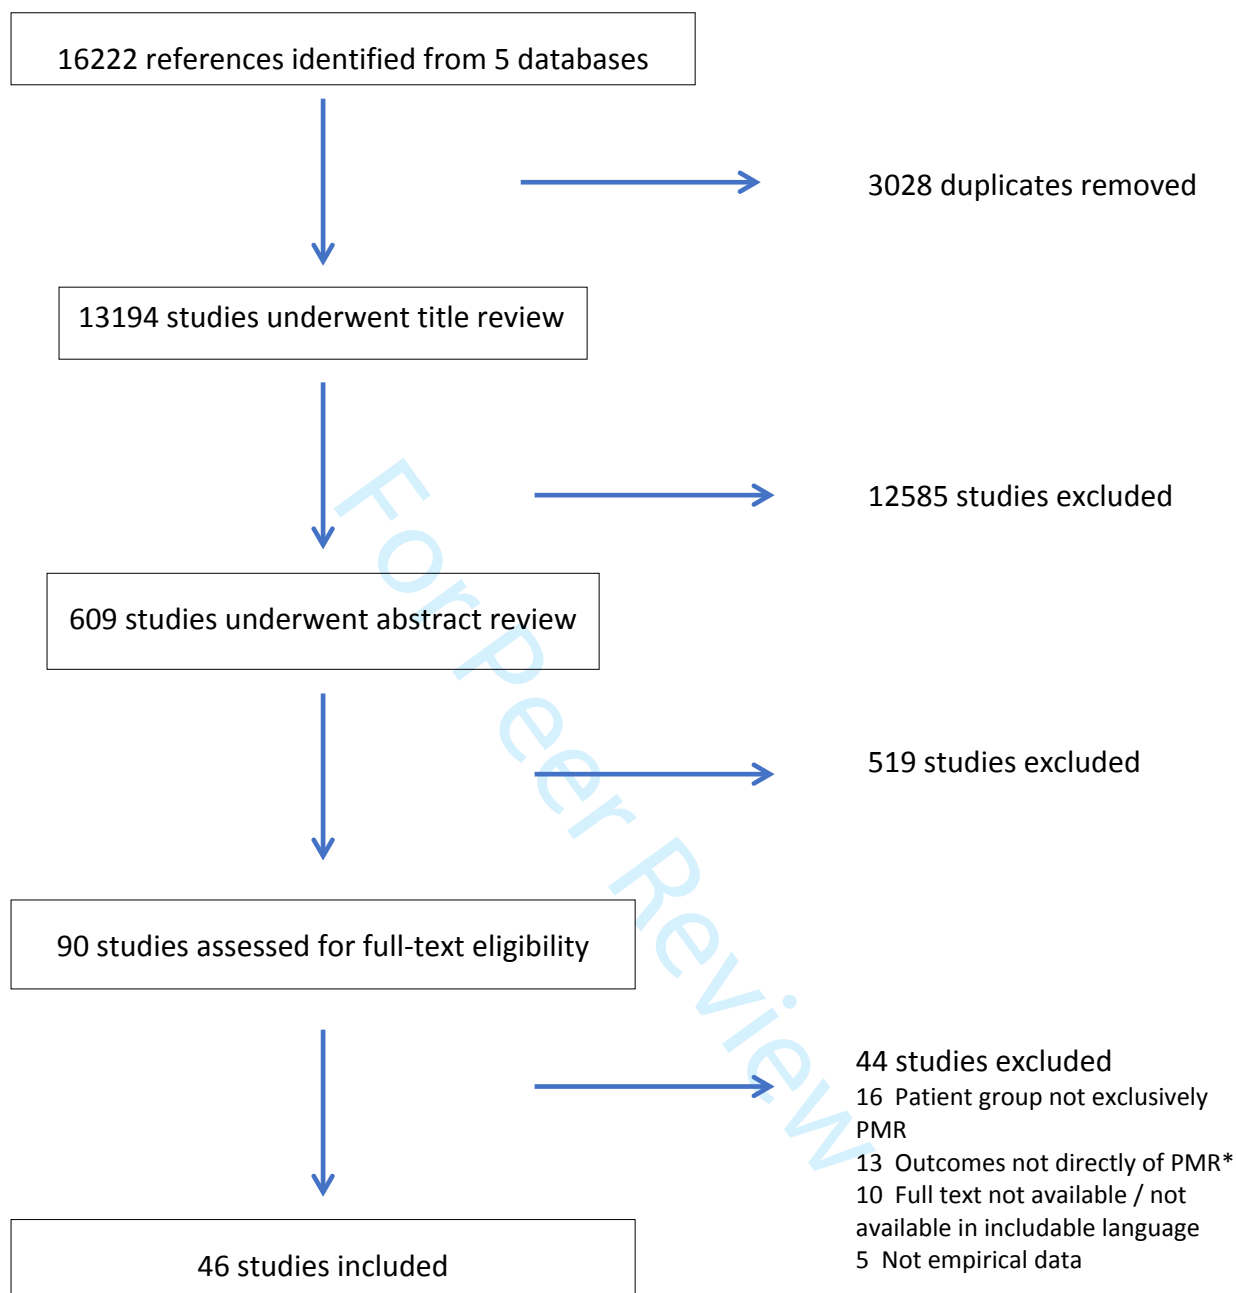 16222 references identified from 5 databases
3028 duplicates removed
13194 studies underwent title review
12585 studies excluded
609 studies underwent abstract review
519 studies excluded
90 studies assessed for full-text eligibility
44 studies excluded
16 Patient group not exclusively
PMR
13 Outcomes not directly of PMR*
10 Full text not available / not
available in includable language
5 Not empirical data
46 studies included
For Peer Review